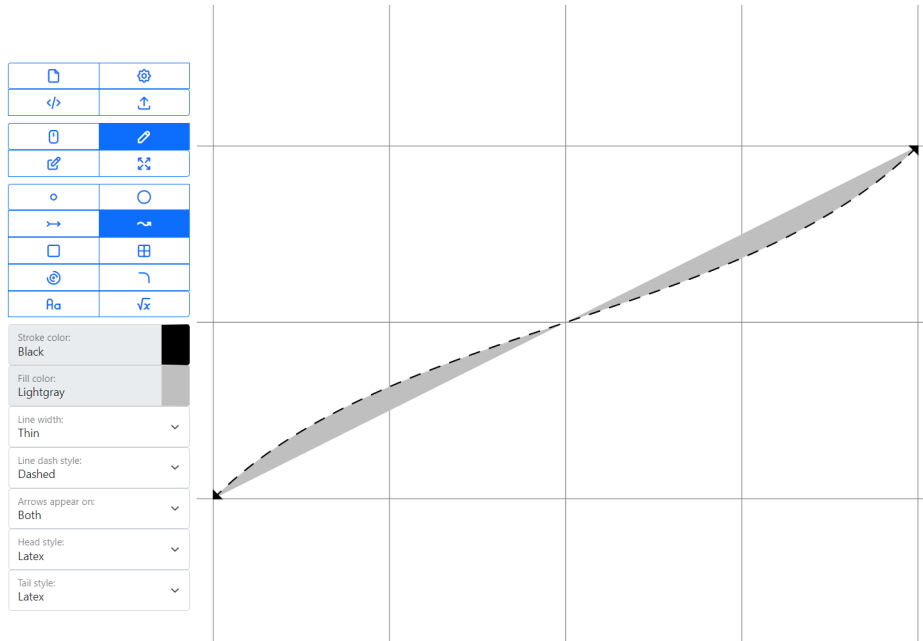 </>
Aa
√x
Stroke color:
Black
Fill color:
Lightgray
Line width:
Thin
Line dash style:
Dashed
Arrows appear on:
Both
Head style:
Latex
Tail style:
Latex